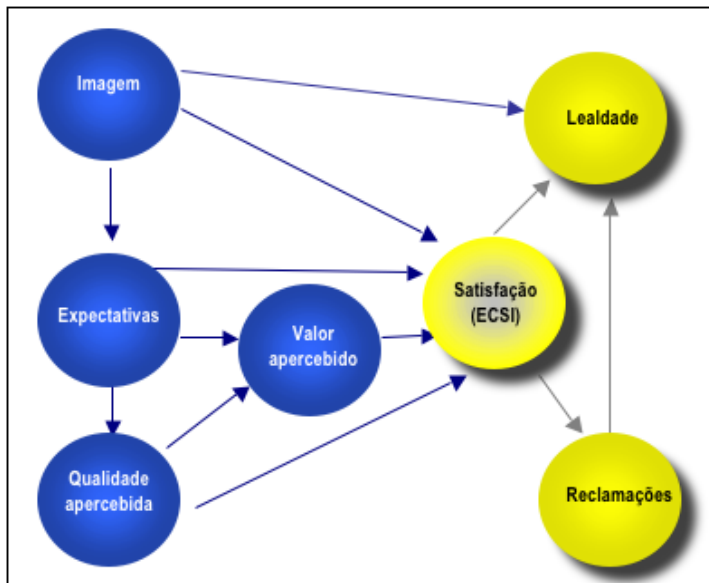 Imagem
Lealdade
Expectativas
Valor
apercebido
Satisfação
(ECSI)
Qualidade
apercebida
Reclamações